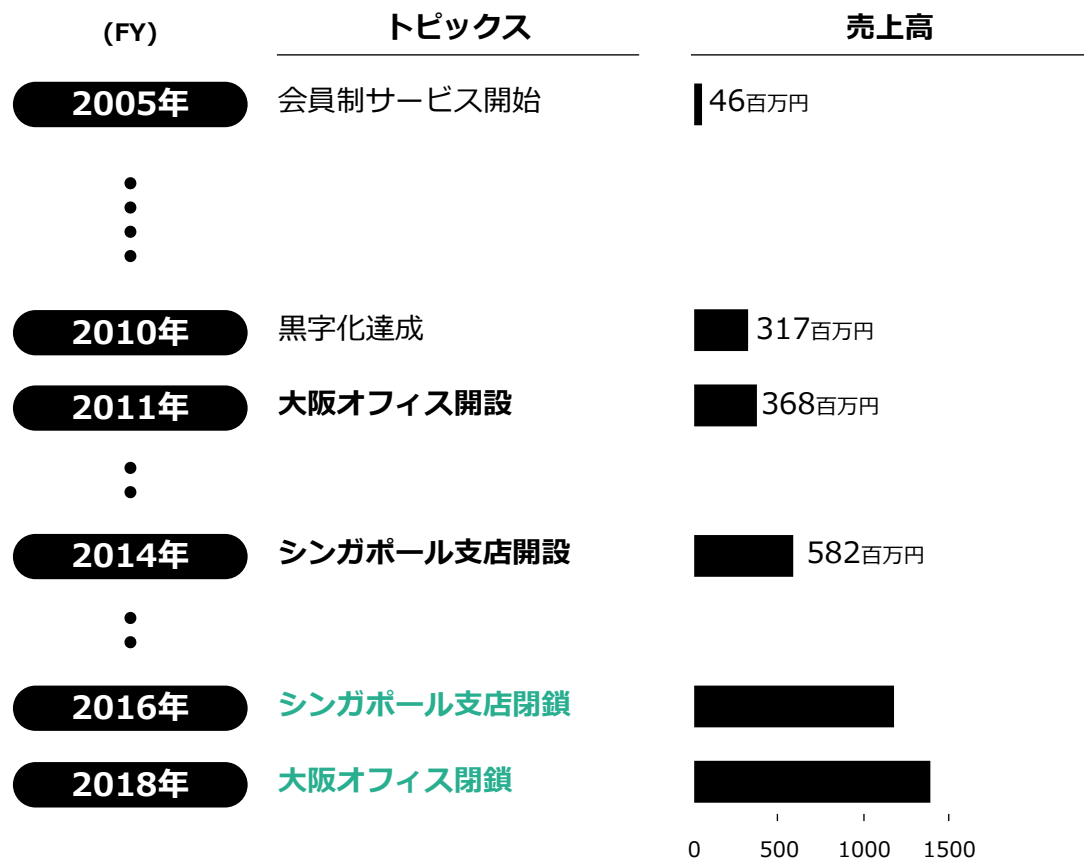 (FY) トピックス 売上高
2005年 会員制サービス開始 46百万円
2010年 黒字化達成 317百万円
2011年 大阪オフィス開設 368百万円
2014年 シンガポール支店開設 582百万円
2016年 シンガポール支店閉鎖
2018年 大阪オフィス閉鎖
0 500 1000 1500